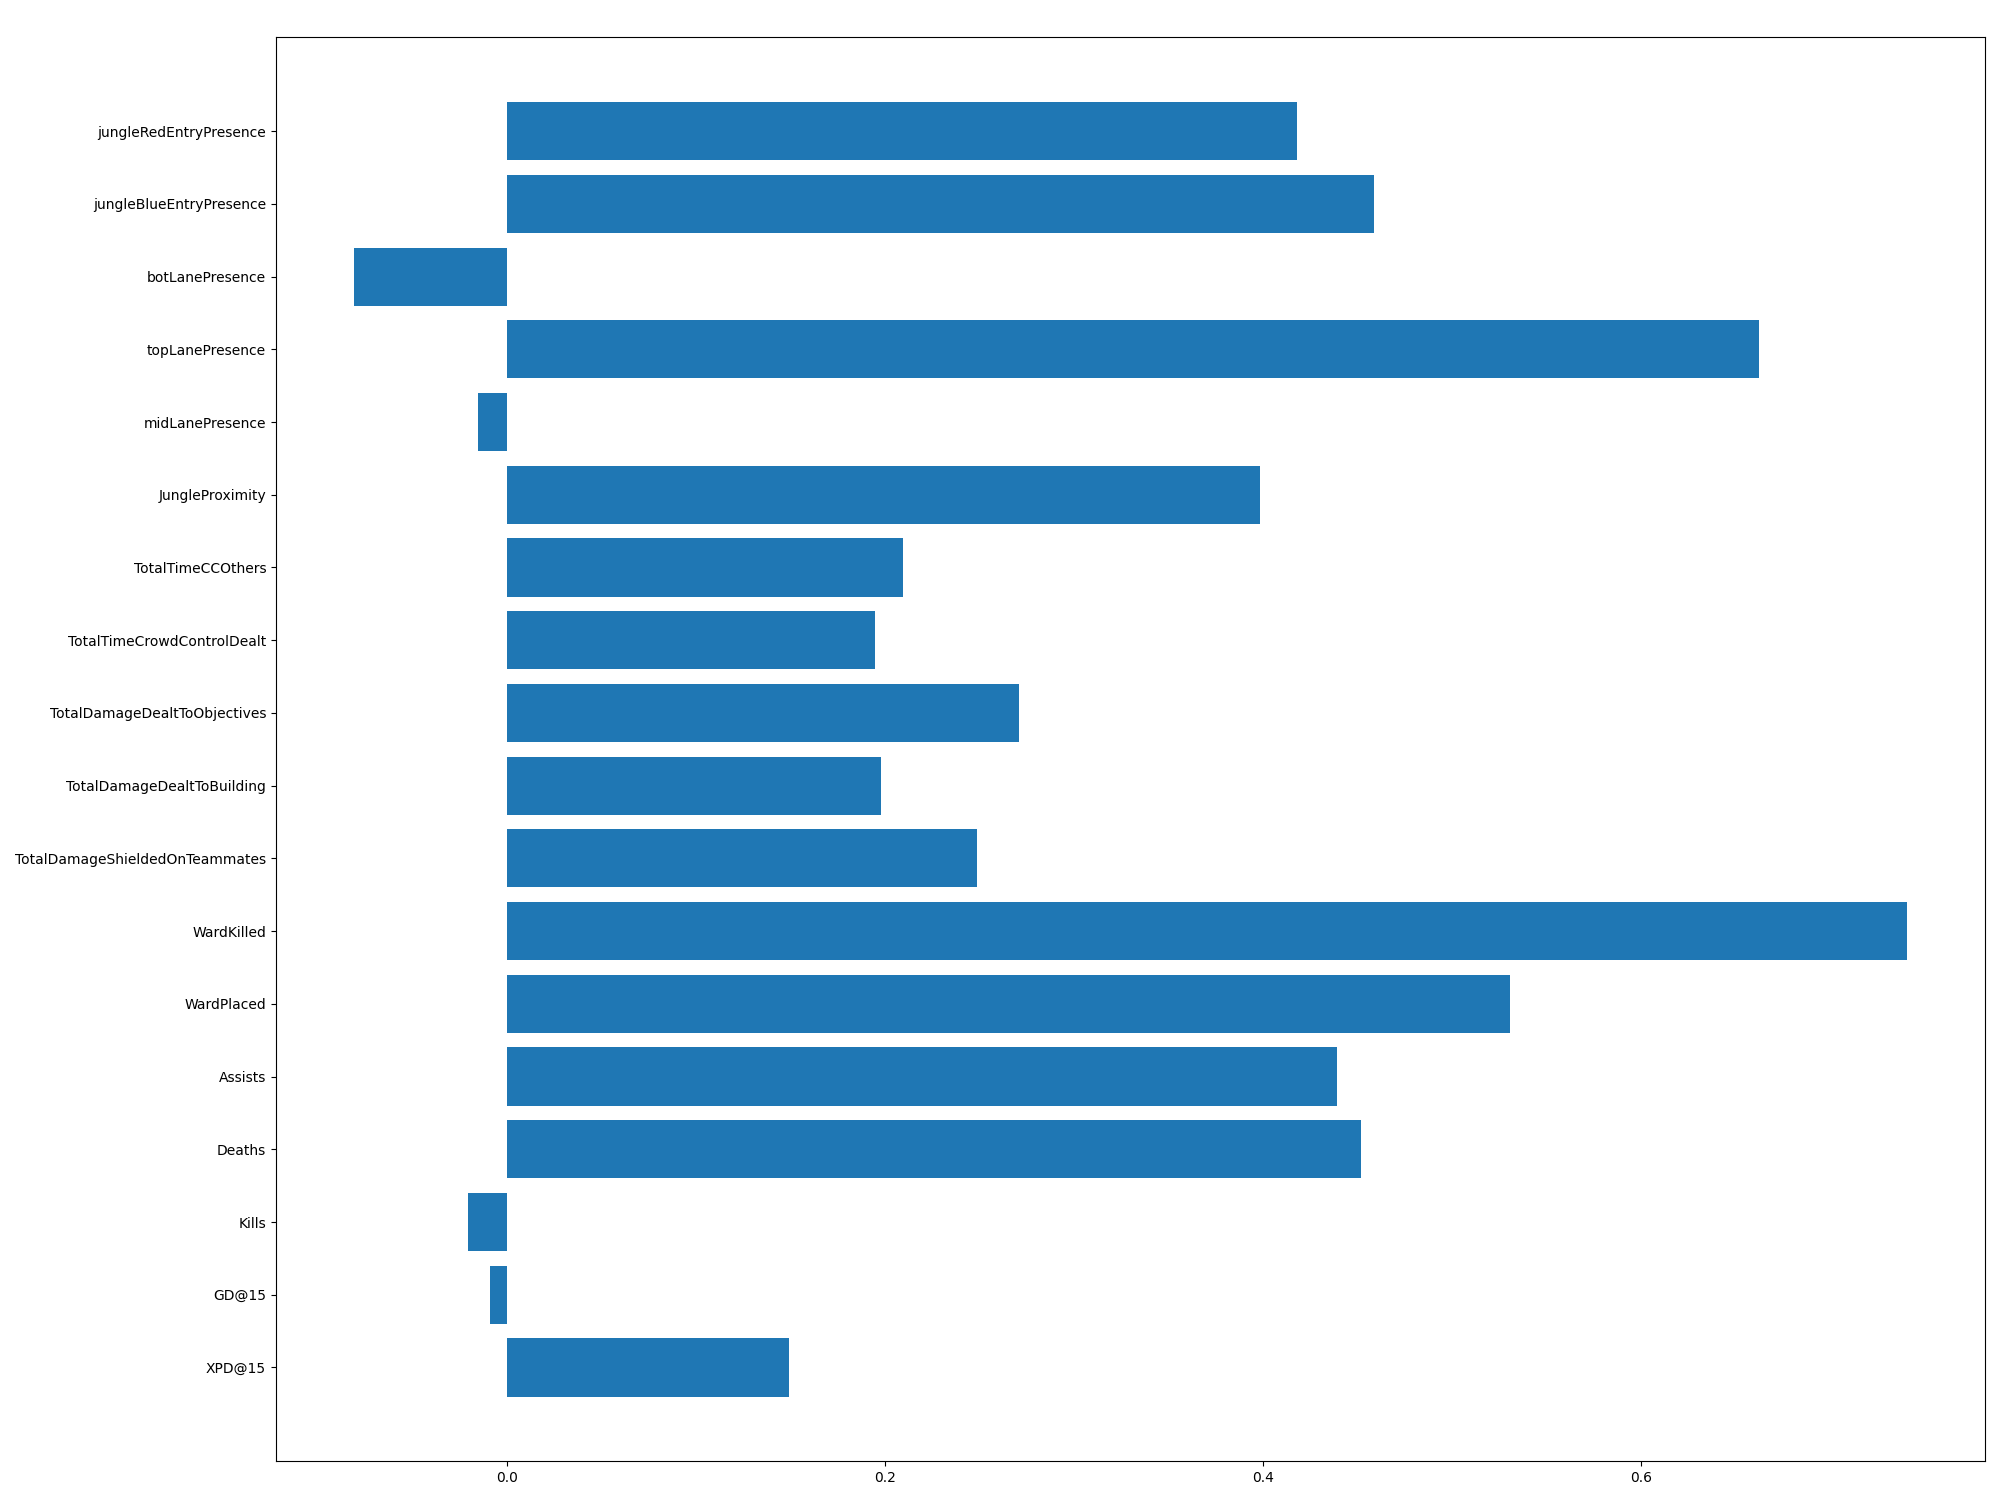 jungleRedEntryPresence
jungleBlueEntryPresence
botLanePresence
topLanePresence
midLanePresence
JungleProximity
TotalTimeCCOthers
TotalTimeCrowdControlDealt
TotalDamageDealtToObjectives
TotalDamageDealtToBuilding
TotalDamageShieldedOnTeammates
WardKilled
WardPlaced
Assists
Deaths
Kills
GD@15
XPD@15
0.0 0.2 0.4 0.6